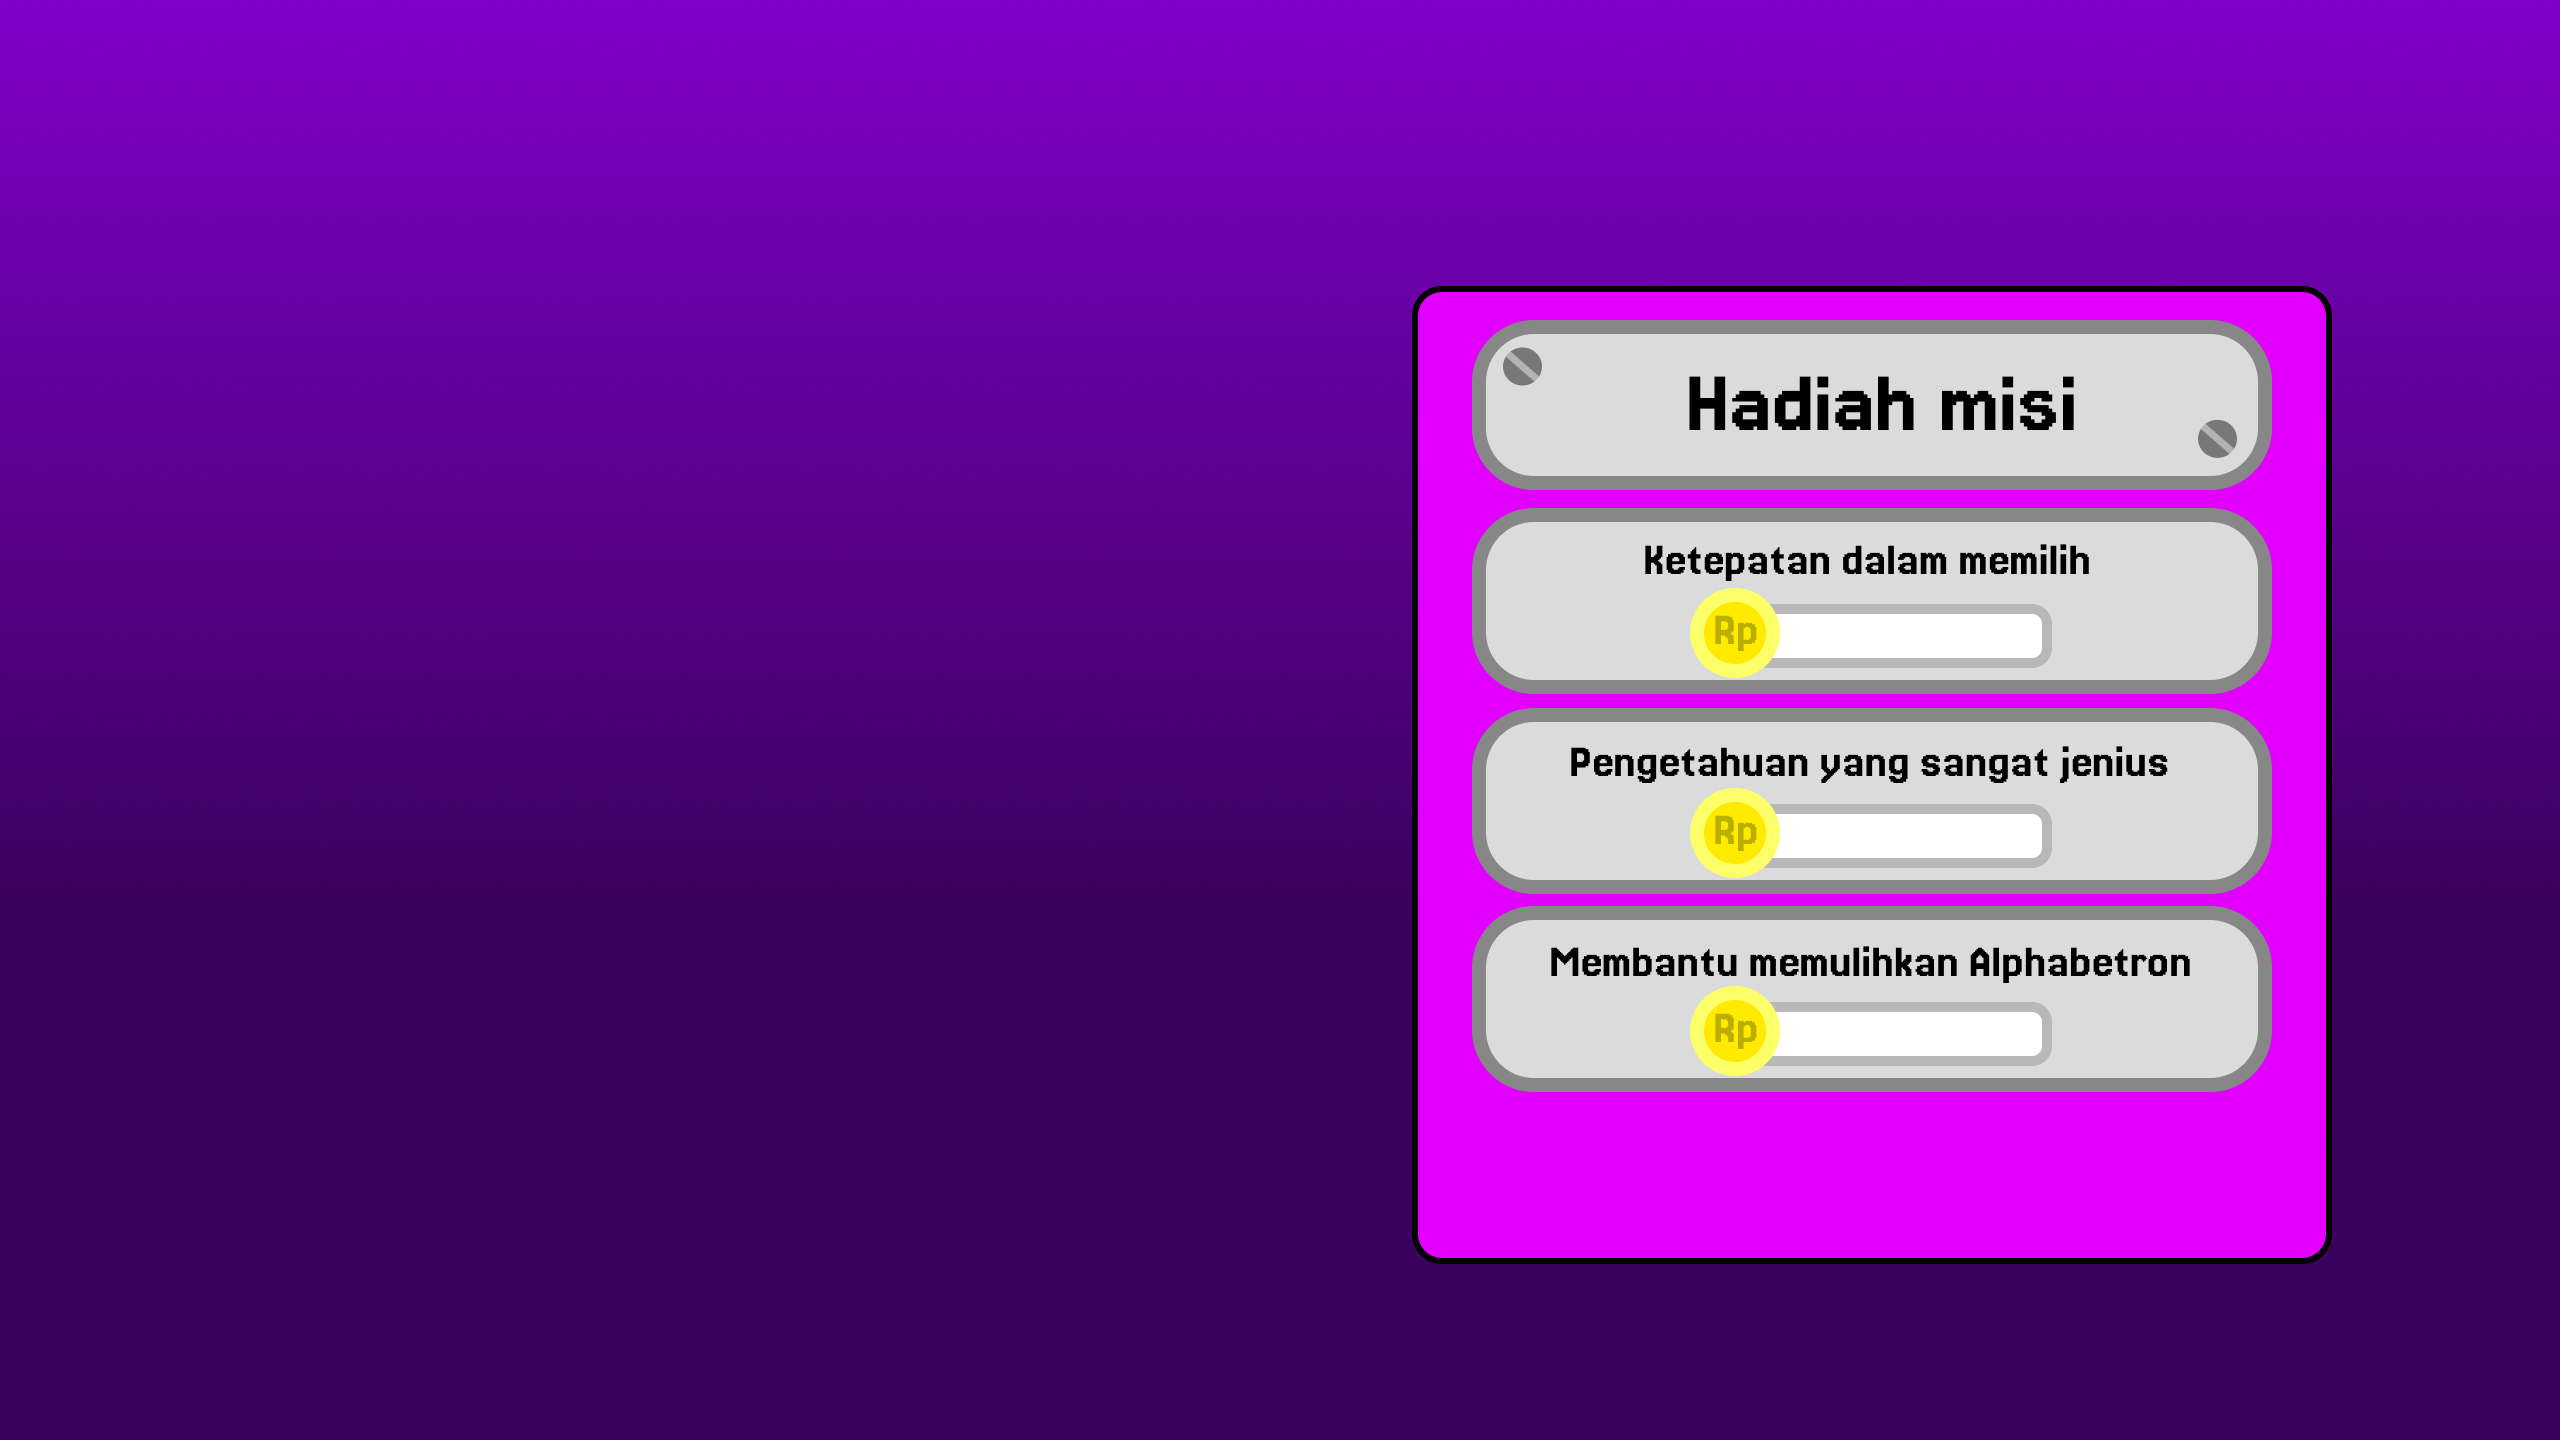 Hadiah misi
Ketepatan dalam memilih
Rp
Pengetahuan yang sangat jenius
Rp
Membantu memulihkan Alphabetron
Rp